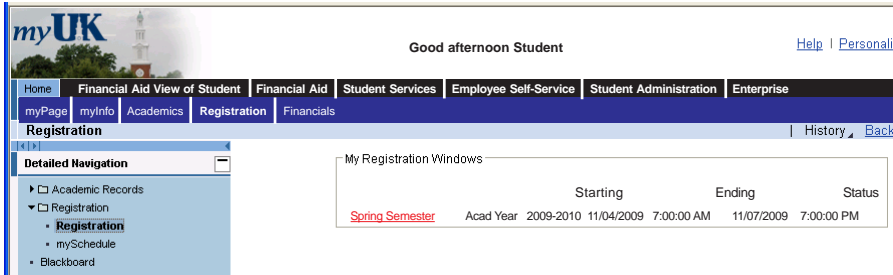 myUK
Good afternoon Student
Help | Personali
Home Financial Aid View of Student Financial Aid Student Services Employee Self-Service Student Administration Enterprise
myPage myInfo Academics Registration Financials
Registration | History Back
Detailed Navigation
Academic Records
Registration
Registration
mySchedule
Blackboard
My Registration Windows
Starting Ending Status
Spring Semester Acad Year 2009-2010 11/04/2009 7:00:00 AM 11/07/2009 7:00:00 PM